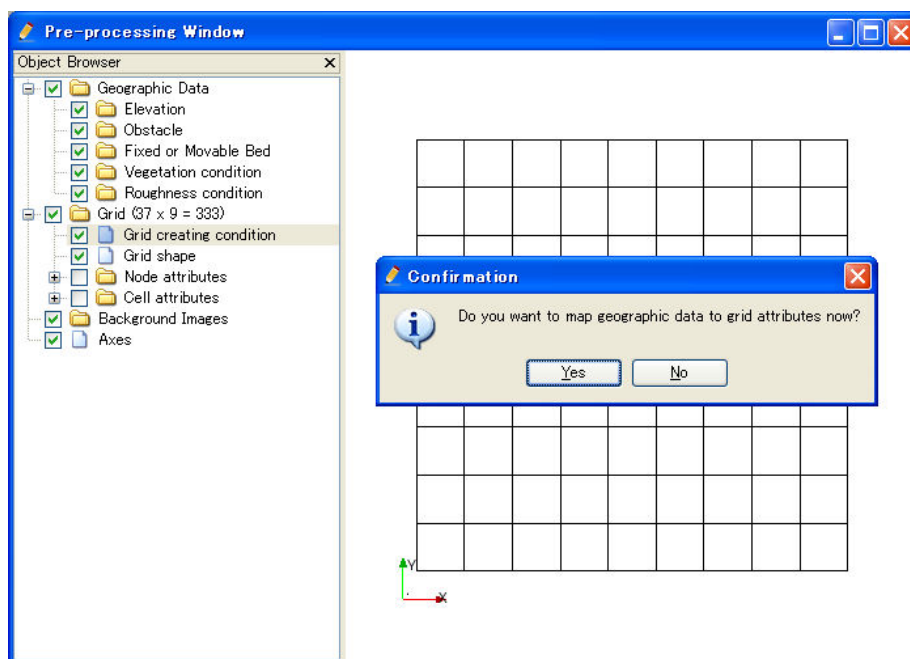 Pre-processing Window
Object Browser
Geographic Data
Elevation
Obstacle
Fixed or Movable Bed
Vegetation condition
Roughness condition
Grid (37 x 9 = 333)
Grid creating condition
Grid shape
Node attributes
Cell attributes
Background Images
Axes
Confirmation
Do you want to map geographic data to grid attributes now?
Yes
No
Y
X